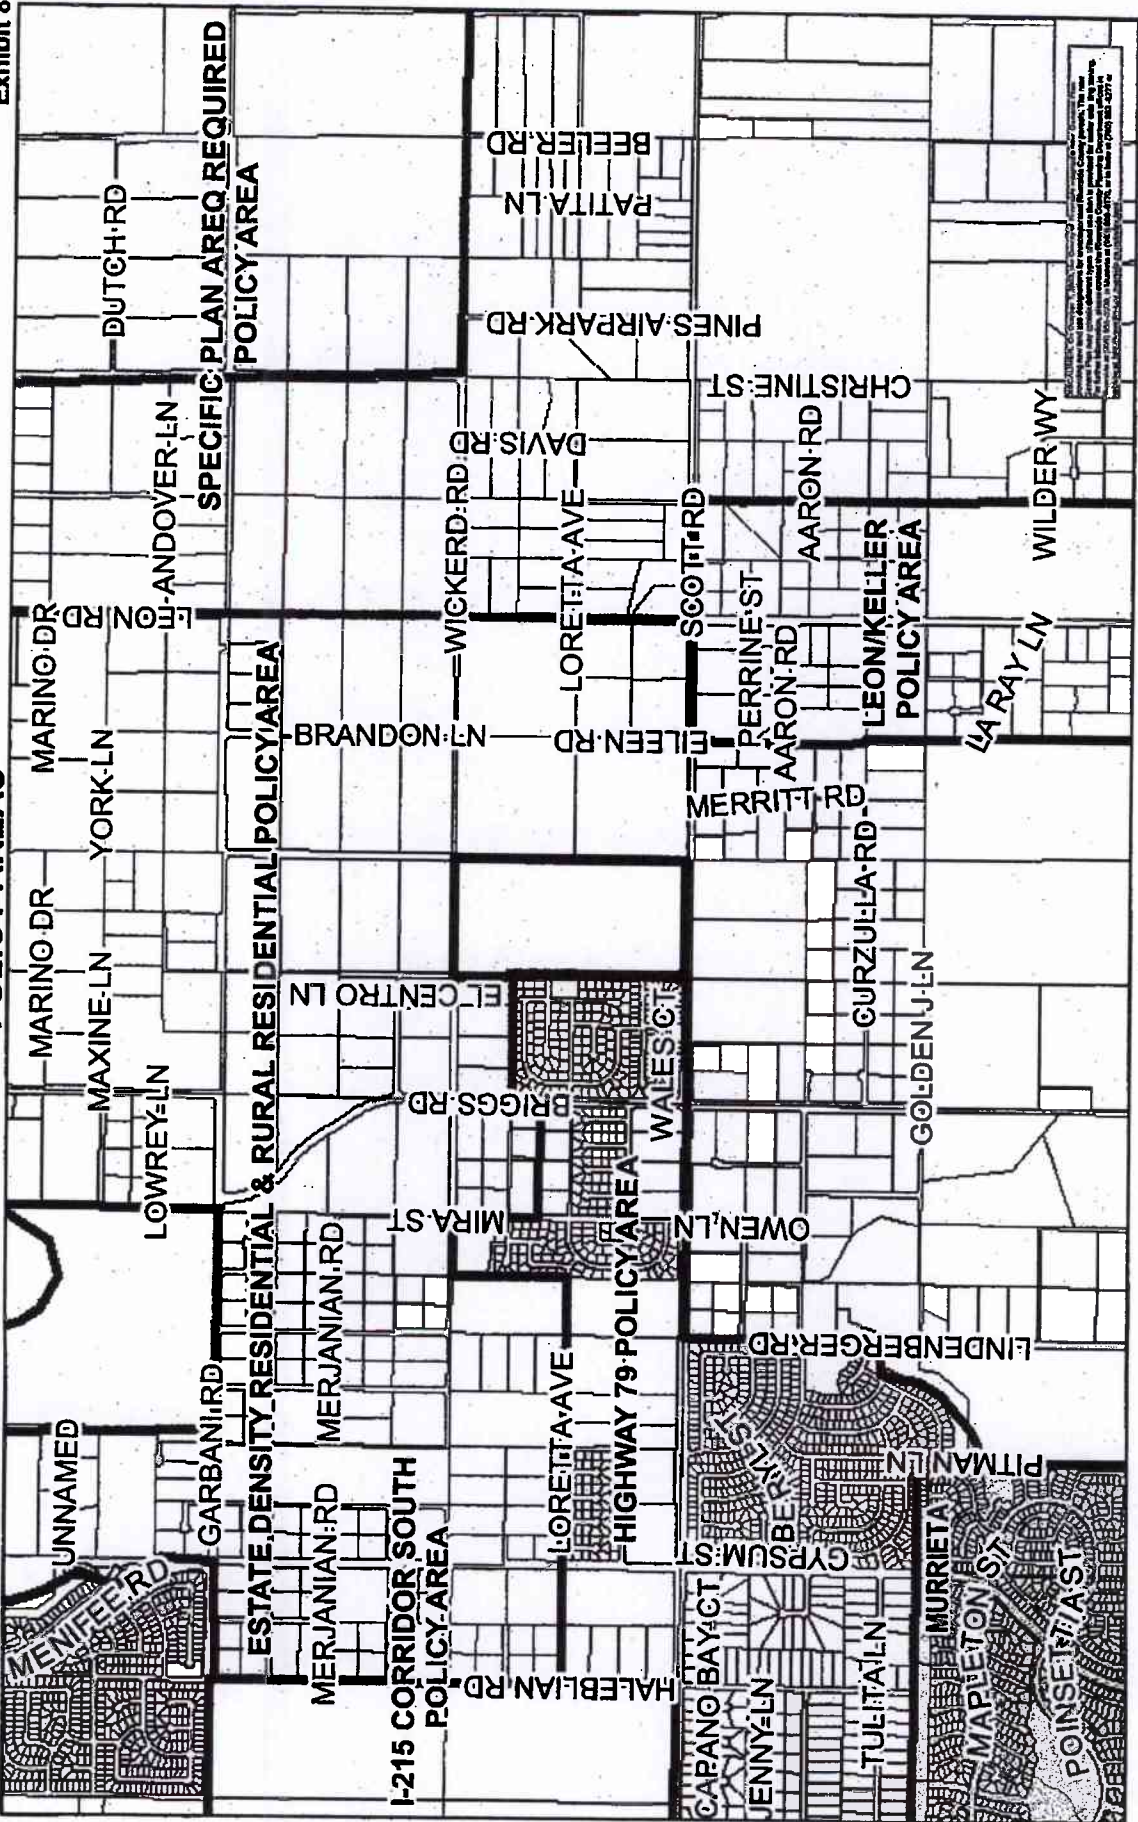 Exhibit 8
MENFEE RD
UNNAMED
GARBANI RD
LOWREY LN
MARINO DR
MAXINE LN
MARINO DR
YORK LN
LEON RD
ANDOVER LN
DUTCH RD
SPECIFIC PLAN AREQ REQUIRED
POLICY AREA
ESTATE DENSITY RESIDENTIAL & RURAL RESIDENTIAL POLICY AREA
MERJANIAN RD
MERJANIAN RD
MERJANIAN RD
I-215 CORRIDOR SOUTH
POLICY AREA
HALEBLIAN RD
MIRA ST
BRIGGS RD
EL CENTRO LN
BRANDON LN
WICKERD RD
DAVIS RD
PINES AIRPARK RD
PATITA LN
BEELER RD
LORETTA AVE
HIGHWAY 79 POLICY AREA
WALES CT
EILEEN RD
LORETTA AVE
SCOTT RD
CHRISTINE ST
CAPANO BAY CT
JENNY LN
TULITA LN
GYPSUM ST
BERYL ST
LINDENBERGER RD
OWEN LN
MERRITT RD
PERRINE ST
AARON RD
AARON RD
CURZULLA RD
GOLDEN J LN
LEON/KELLER
POLICY AREA
LA RAY LN
WILDER WY
MURRIETA
PITMAN LN
MAPLETON ST
POINSETTIA ST